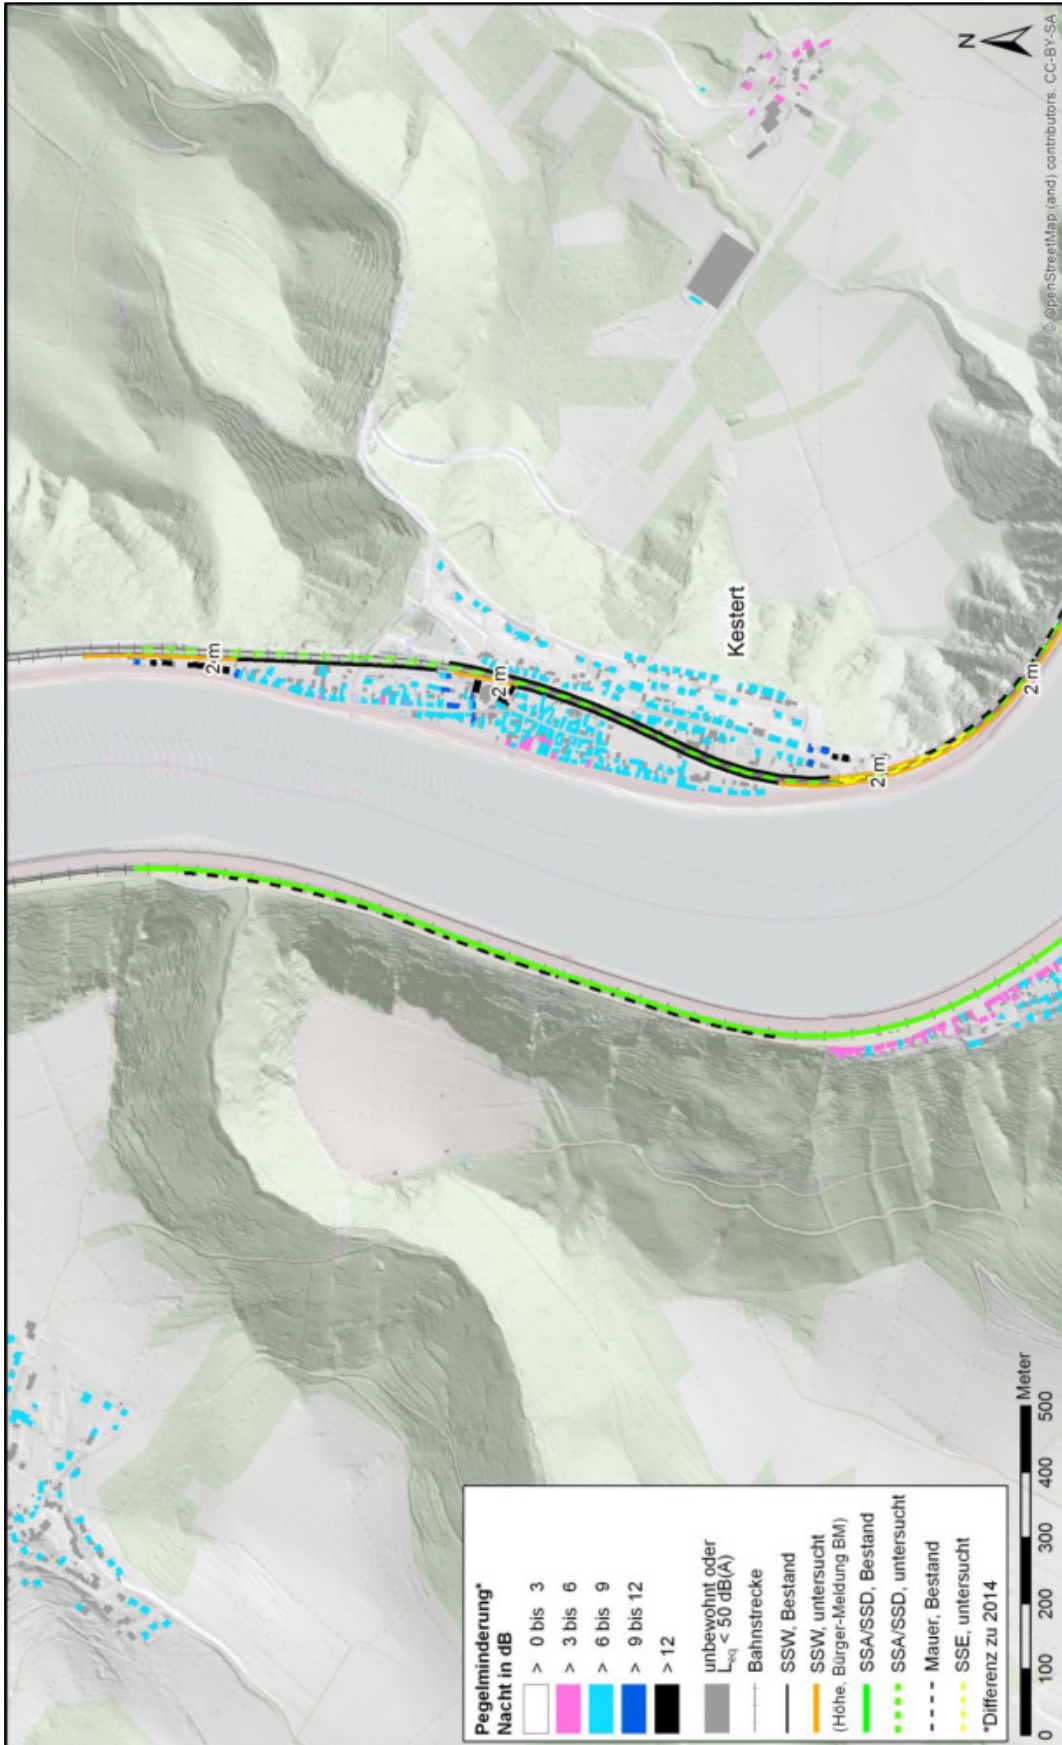 N
© OpenStreetMap (and) contributors, CC-BY-SA
2 m
2 m
Kestert
2 m
2 m
Pegelminderung*
Nacht in dB
> 0 bis 3
> 3 bis 6
> 6 bis 9
> 9 bis 12
> 12
unbewohnt oder
Leq < 50 dB(A)
Bahnstrecke
SSW, Bestand
SSW, untersucht
(Höhe, Bürger-Meldung BM)
SSA/SSD, Bestand
SSA/SSD, untersucht
Mauer, Bestand
SSE, untersucht
*Differenz zu 2014
0 100 200 300 400 500
Meter